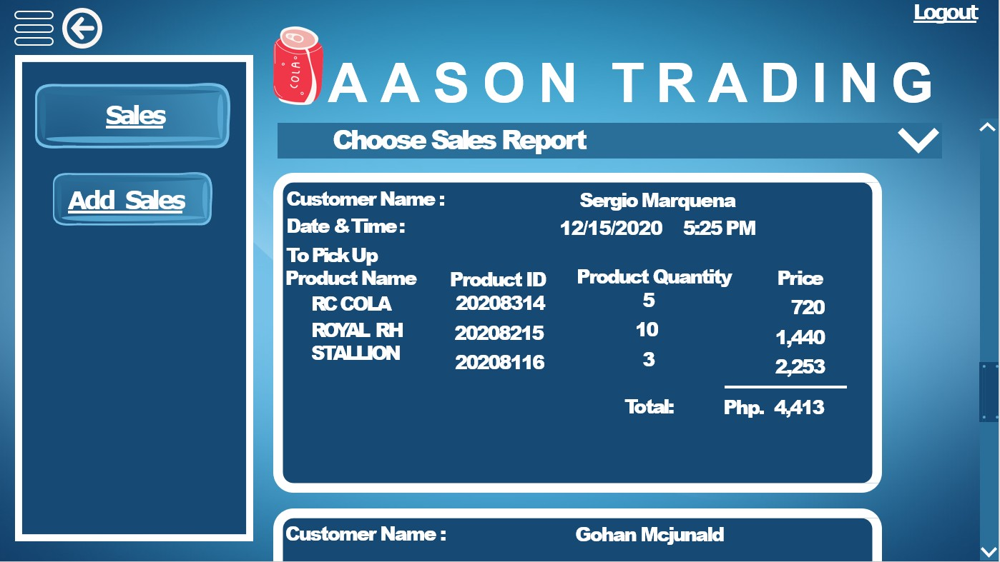 Logout
COLA
AASON TRADING
Sales
Add Sales
Choose Sales Report
Customer Name : Sergio Marquena
Date & Time : 12/15/2020 5:25 PM
To Pick Up
Product Name Product ID Product Quantity Price
RC COLA 20208314 5 720
ROYAL RH 20208215 10 1,440
STALLION 20208116 3 2,253
Total: Php. 4,413
Customer Name : Gohan Mcjunald